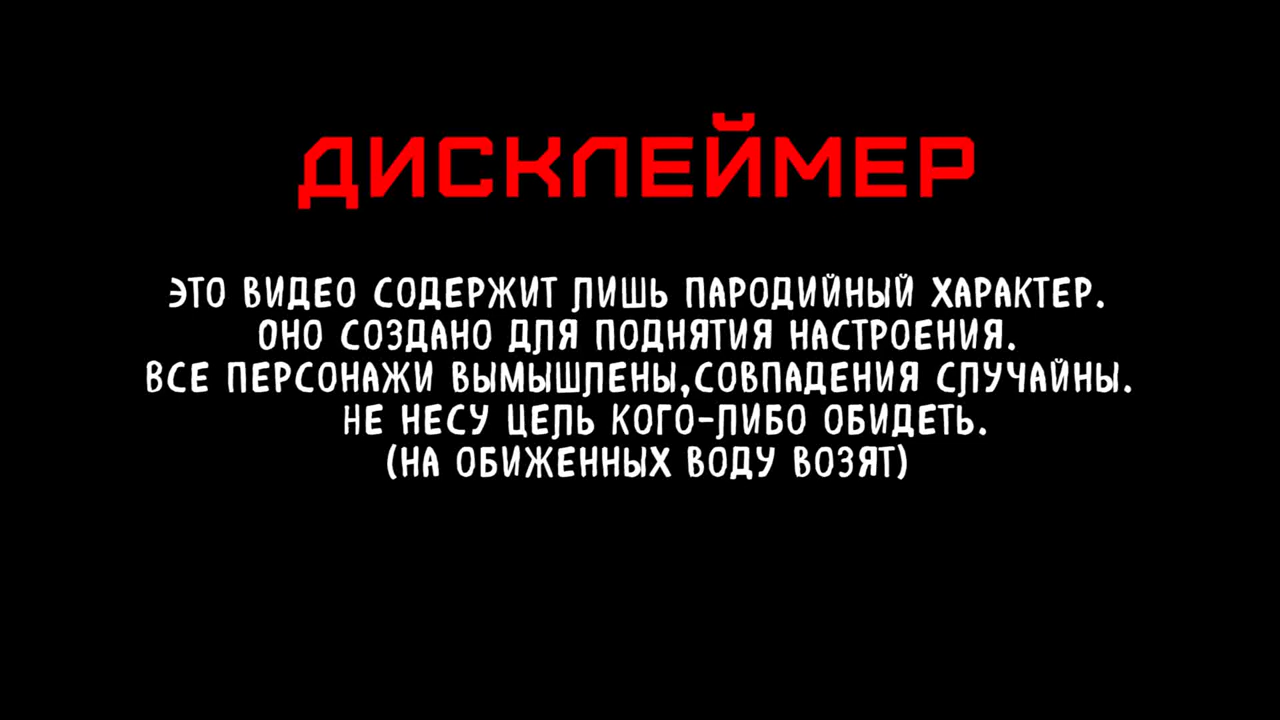 ДИСКЛЕЙМЕР
ЭТО ВИДЕО СОДЕРЖИТ ЛИШЬ ПАРОДИЙНЫЙ ХАРАКТЕР.
ОНО СОЗДАНО ДЛЯ ПОДНЯТИЯ НАСТРОЕНИЯ.
ВСЕ ПЕРСОНАЖИ ВЫМЫШЛЕНЫ,СОВПАДЕНИЯ СЛУЧАЙНЫ.
НЕ НЕСУ ЦЕЛЬ КОГО-ЛИБО ОБИДЕТЬ.
(НА ОБИЖЕННЫХ ВОДУ ВОЗЯТ)